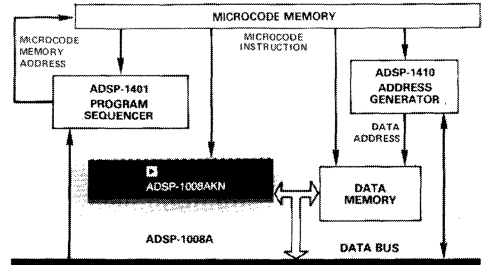 MICROCODE MEMORY
MICROCODE
MEMORY
ADDRESS
MICROCODE
INSTRUCTION
ADSP-1401
PROGRAM
SEQUENCER
ADSP-1410
ADDRESS
GENERATOR
DATA
ADDRESS
ADSP-1008AKN
DATA
MEMORY
ADSP-1008A
DATA BUS